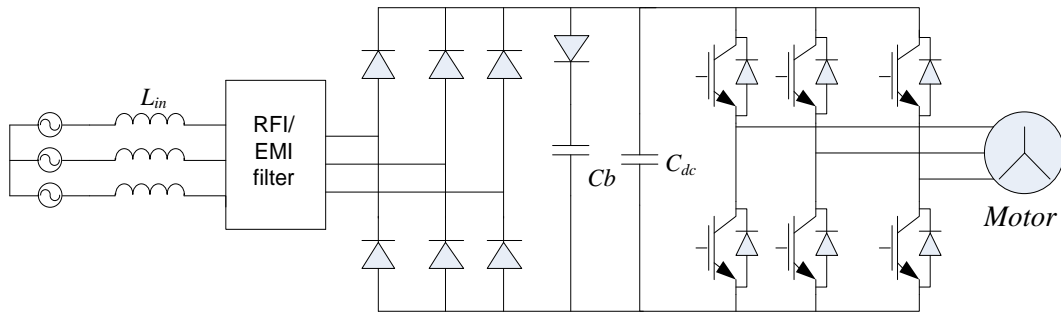 L_in
RFI/
EMI
filter
Cb
C_dc
Motor